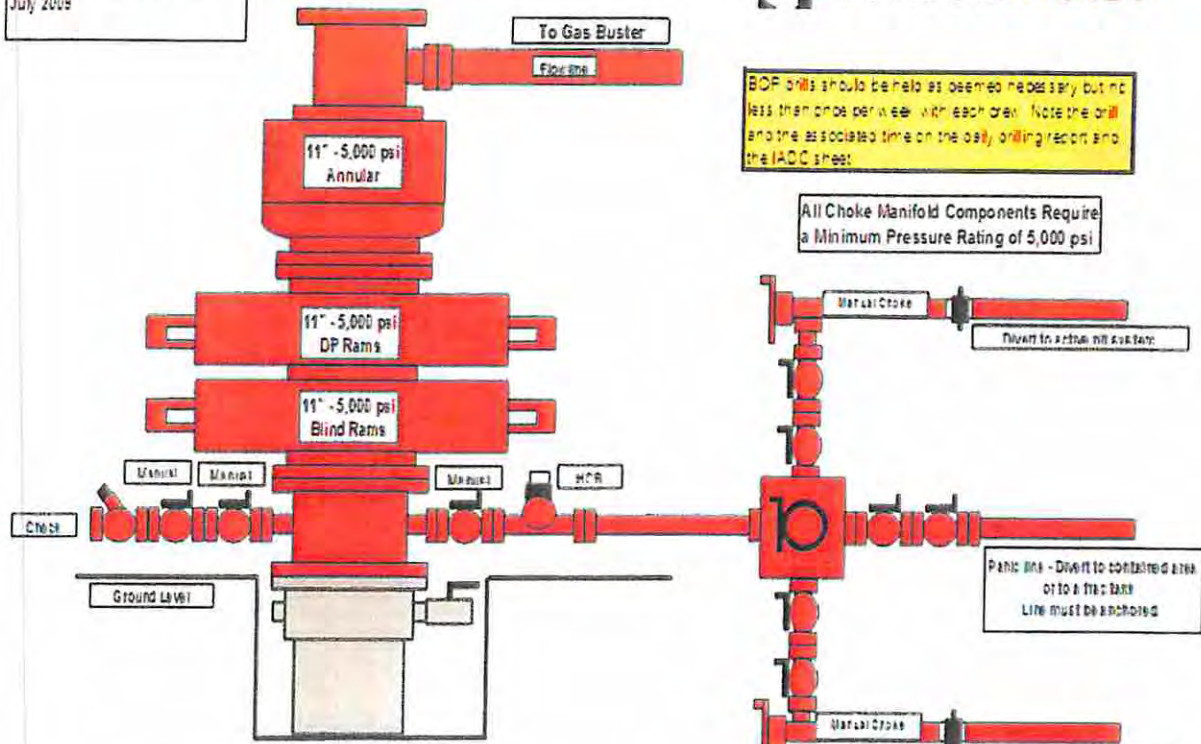 July 2009
To Gas Buster
Flow line
BOP drills should be held as deemed necessary but no
less than once per week with each crew. Note the drill
and the associated time on the daily drilling report and
the IADC sheet
11" - 5,000 psi
Annular
All Choke Manifold Components Require
a Minimum Pressure Rating of 5,000 psi
Manual Choke
11" - 5,000 psi
DP Rams
Divert to active pit system
11" - 5,000 psi
Blind Rams
Manual
Manual
Manual
HCR
Check
Panic line - Divert to contained area
or to a frac tank
Line must be anchored
Ground Level
Manual Choke